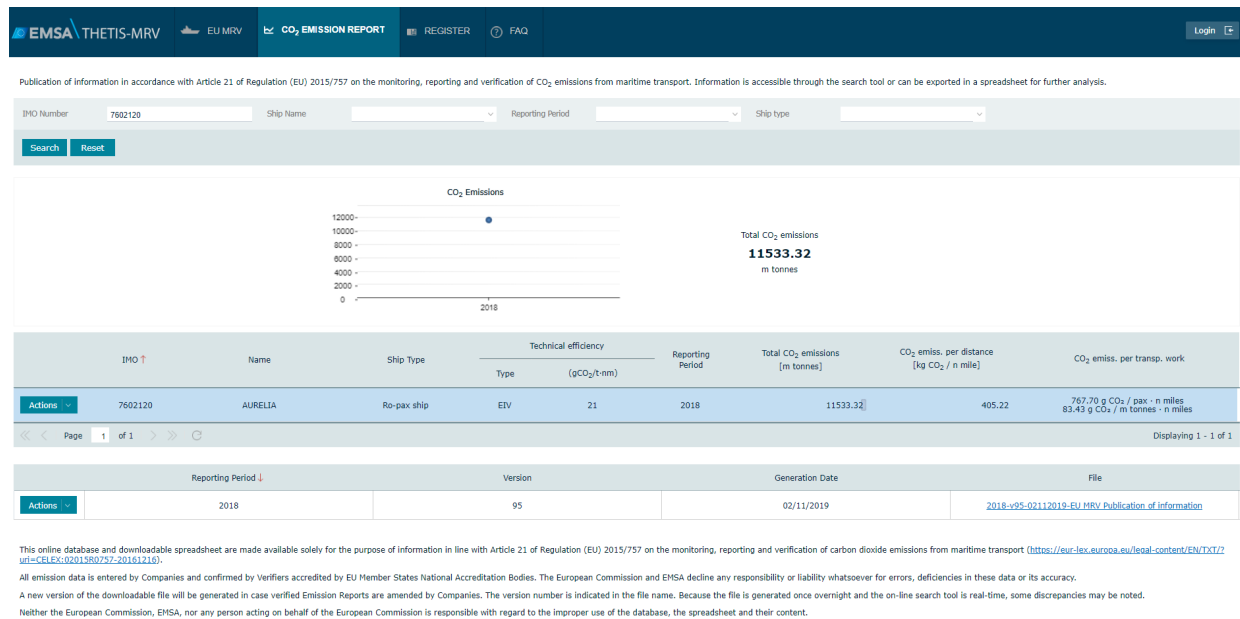 EMSA THETIS-MRV EU MRV CO2 EMISSION REPORT REGISTER FAQ Login
Publication of information in accordance with Article 21 of Regulation (EU) 2015/757 on the monitoring, reporting and verification of CO2 emissions from maritime transport. Information is accessible through the search tool or can be exported in a spreadsheet for further analysis.
IMO Number 7602120 Ship Name Reporting Period Ship type
Search Reset
CO2 Emissions
12000
10000
8000
6000
4000
2000
0
2018
Total CO2 emissions
11533.32
m tonnes
IMO ↑ Name Ship Type Technical efficiency Type (gCO2/t·nm) Reporting Period Total CO2 emissions [m tonnes] CO2 emiss. per distance [kg CO2 / n mile] CO2 emiss. per transp. work
Actions 7602120 AURELIA Ro-pax ship EIV 21 2018 11533.32 405.22 767.70 g CO2 / pax · n miles
83.43 g CO2 / m tonnes · n miles
Page 1 of 1 Displaying 1 - 1 of 1
Reporting Period ↓ Version Generation Date File
Actions 2018 95 02/11/2019 2018-v95-02112019-EU MRV Publication of information
This online database and downloadable spreadsheet are made available solely for the purpose of information in line with Article 21 of Regulation (EU) 2015/757 on the monitoring, reporting and verification of carbon dioxide emissions from maritime transport (https://eur-lex.europa.eu/legal-content/EN/TXT/?
uri=CELEX:02015R0757-20161216).
All emission data is entered by Companies and confirmed by Verifiers accredited by EU Member States National Accreditation Bodies. The European Commission and EMSA decline any responsibility or liability whatsoever for errors, deficiencies in these data or its accuracy.
A new version of the downloadable file will be generated in case verified Emission Reports are amended by Companies. The version number is indicated in the file name. Because the file is generated once overnight and the on-line search tool is real-time, some discrepancies may be noted.
Neither the European Commission, EMSA, nor any person acting on behalf of the European Commission is responsible with regard to the improper use of the database, the spreadsheet and their content.